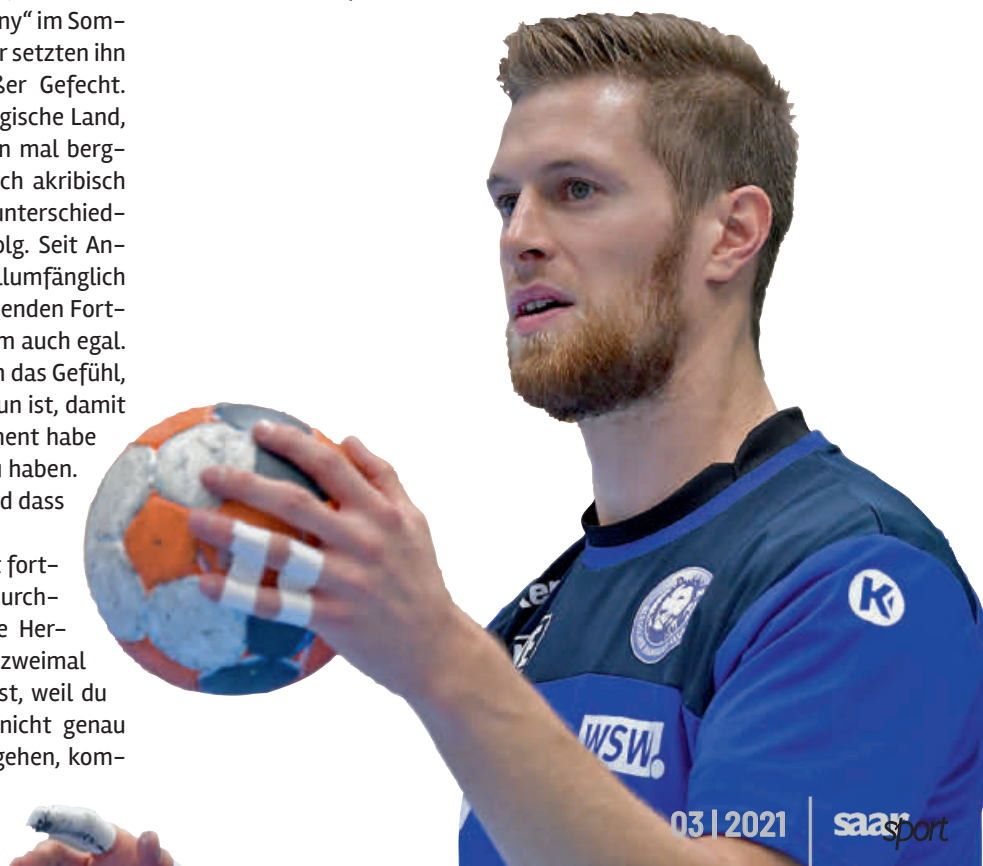 ny“ im Som-
r setzten ihn
ßer Gefecht.
gische Land,
n mal berg-
ch akribisch
unterschied-
olg. Seit An-
llumfänglich
enden Fort-
m auch egal.
n das Gefühl,
un ist, damit
nent habe
u haben.
d dass
t fort-
urch-
e Her-
zweimal
st, weil du
nicht genau
gehen, kom-
K
WSW.
03 | 2021
saarsport